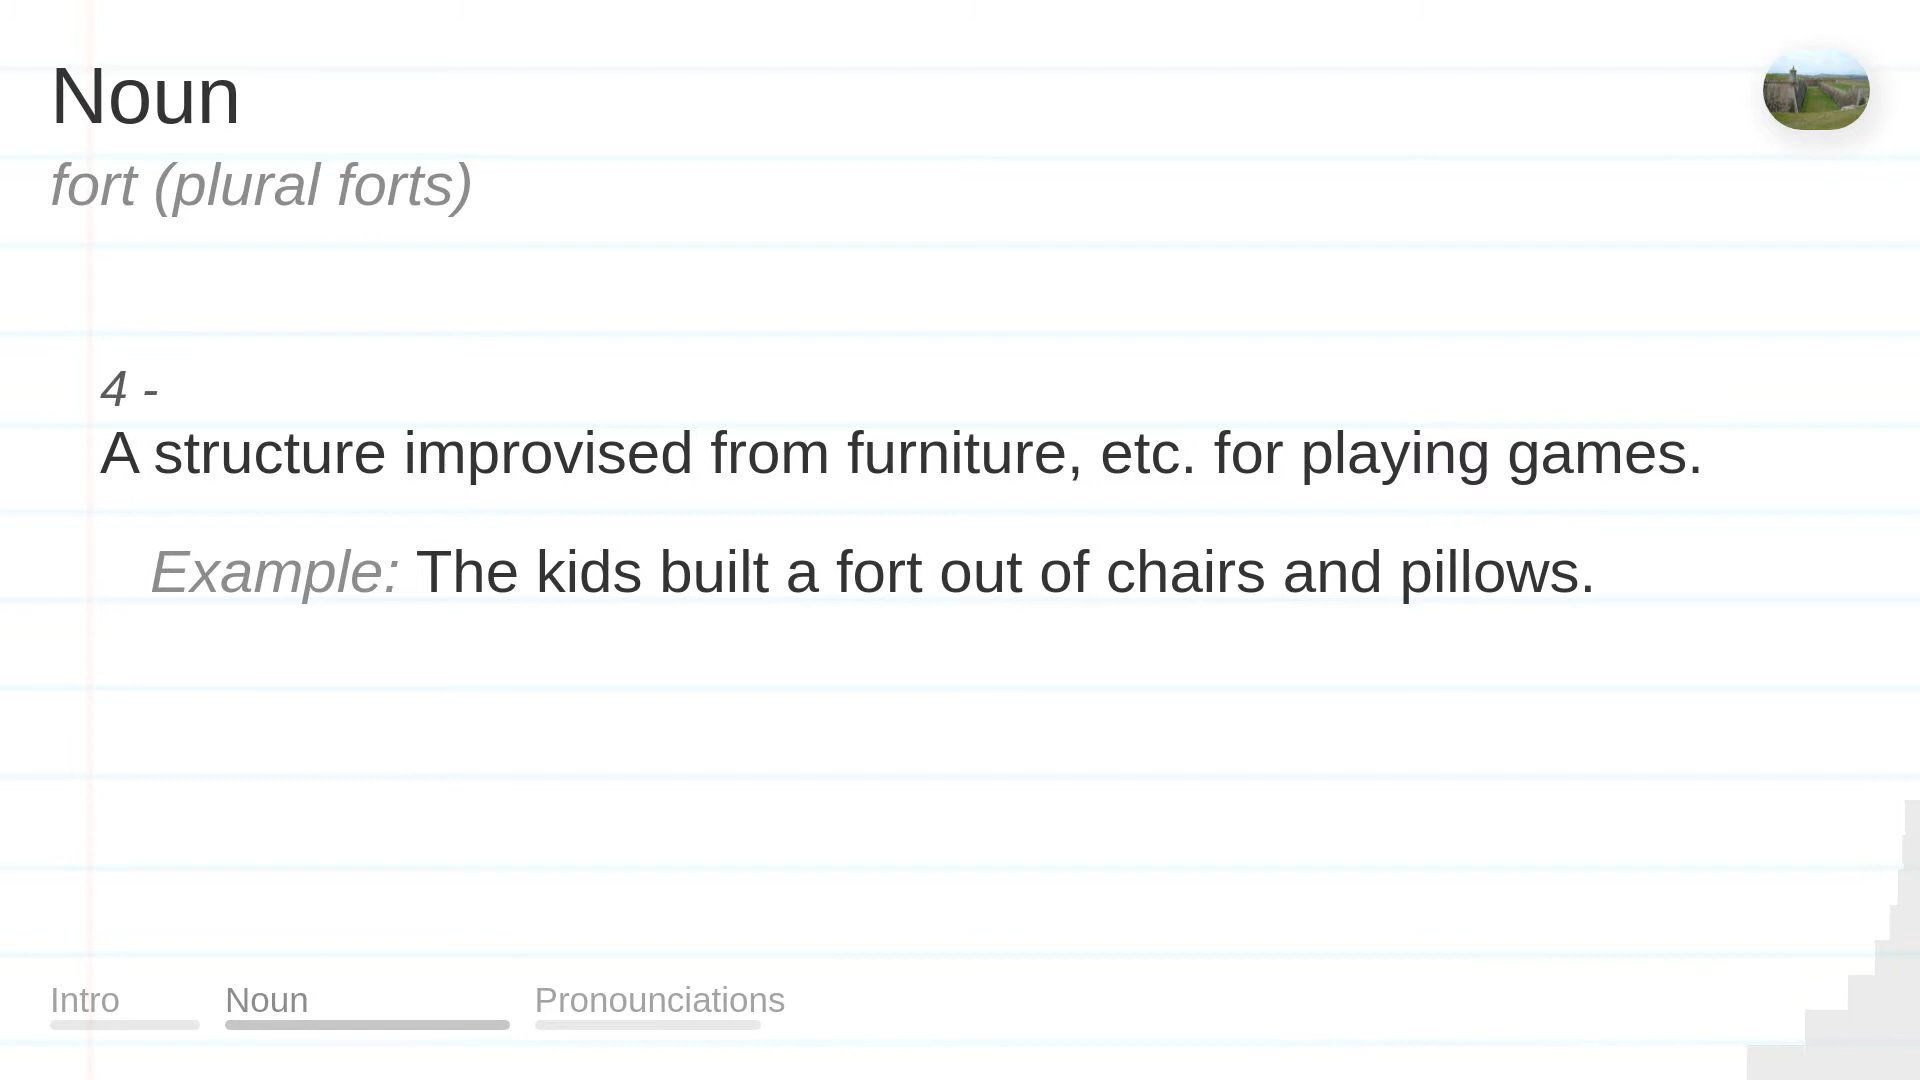 Noun
fort (plural forts)
4 -
A structure improvised from furniture, etc. for playing games.
Example: The kids built a fort out of chairs and pillows.
Intro Noun Pronounciations